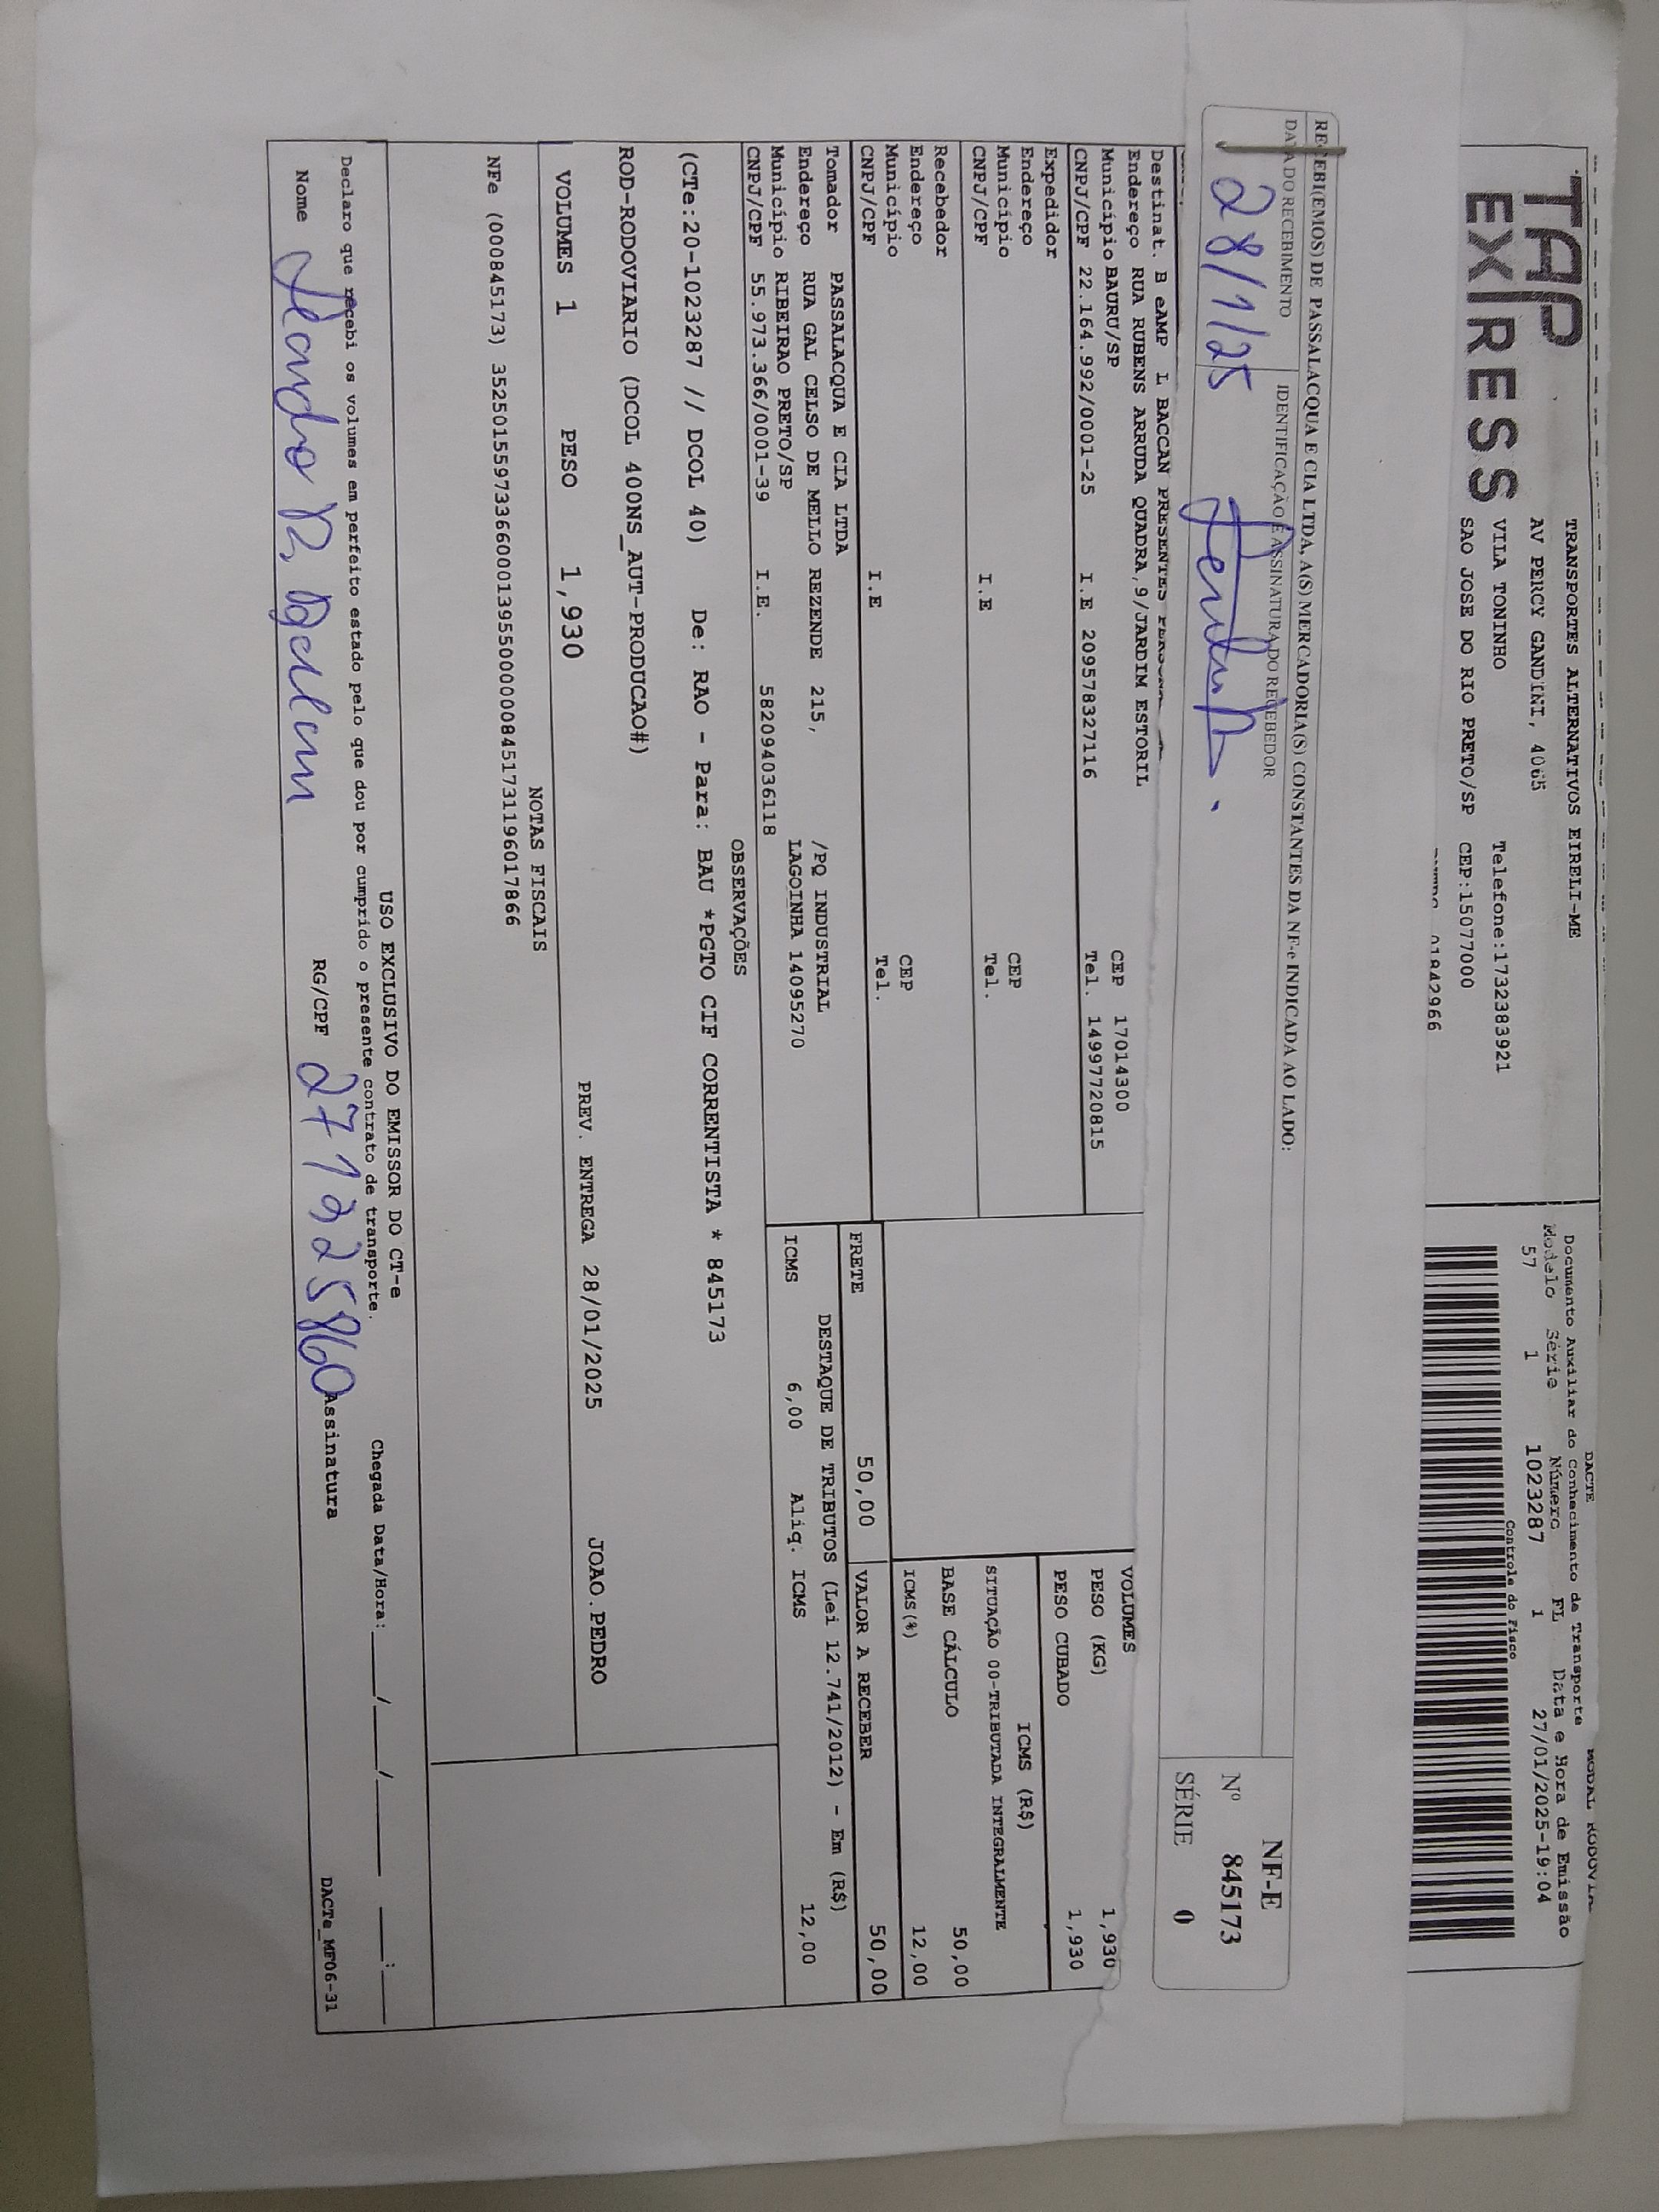 TAP
EXPRESS
TRANSPORTES ALTERNATIVOS EIRELI-ME
AV PERCY GANDINI, 4065
VILA TONINHO Telefone:1732383921
SAO JOSE DO RIO PRETO/SP CEP:15077000
01842966
DACTE MODAL RODOVIA
Documento Auxiliar do Conhecimento de Transporte
Modelo Série Número FL Data e Hora de Emissão
57 1 1023287 1 27/01/2025-19:04
Controle do Fisco
RECEBI(EMOS) DE PASSALACQUA E CIA LTDA, A(S) MERCADORIA(S) CONSTANTES DA NF-e INDICADA AO LADO:
DATA DO RECEBIMENTO IDENTIFICAÇÃO E ASSINATURA DO RECEBEDOR
28/1/25
NF-E
Nº 845173
SÉRIE 0
Destinat. B eAMP L BACCAN PRESENTES
Endereço RUA RUBENS ARRUDA QUADRA,9/JARDIM ESTORIL
Município BAURU/SP CEP 17014300
CNPJ/CPF 22.164.992/0001-25 I.E 209578327116 Tel. 14997720815
Expedidor
Endereço
Município CEP
CNPJ/CPF I.E Tel.
Recebedor
Endereço
Município CEP
CNPJ/CPF I.E Tel.
VOLUMES
PESO (KG) 1,930
PESO CUBADO 1,930
ICMS (R$)
SITUAÇÃO 00-TRIBUTADA INTEGRALMENTE
BASE CÁLCULO 50,00
ICMS(%) 12,00
FRETE 50,00 VALOR A RECEBER 50,00
Tomador PASSALACQUA E CIA LTDA
Endereço RUA GAL CELSO DE MELLO REZENDE 215, /PQ INDUSTRIAL
Município RIBEIRAO PRETO/SP LAGOINHA 14095270
CNPJ/CPF 55.973.366/0001-39 I.E. 582094036118
DESTAQUE DE TRIBUTOS (Lei 12.741/2012) - Em (R$)
ICMS 6,00 Aliq. ICMS 12,00
OBSERVAÇÕES
(CTe:20-1023287 // DCOL 40) De: RAO - Para: BAU *PGTO CIF CORRENTISTA * 845173
ROD-RODOVIARIO (DCOL 400NS_AUT-PRODUCAO#)
VOLUMES 1 PESO 1,930 PREV. ENTREGA 28/01/2025 JOAO.PEDRO
NOTAS FISCAIS
NFe (000845173) 35250155973366000139550000008451731196017866
USO EXCLUSIVO DO EMISSOR DO CT-e
Declaro que recebi os volumes em perfeito estado pelo que dou por cumprido o presente contrato de transporte. Chegada Data/Hora:____/____/______ ___:___
Nome RG/CPF 271225860 Assinatura
DACTe_MF06-31